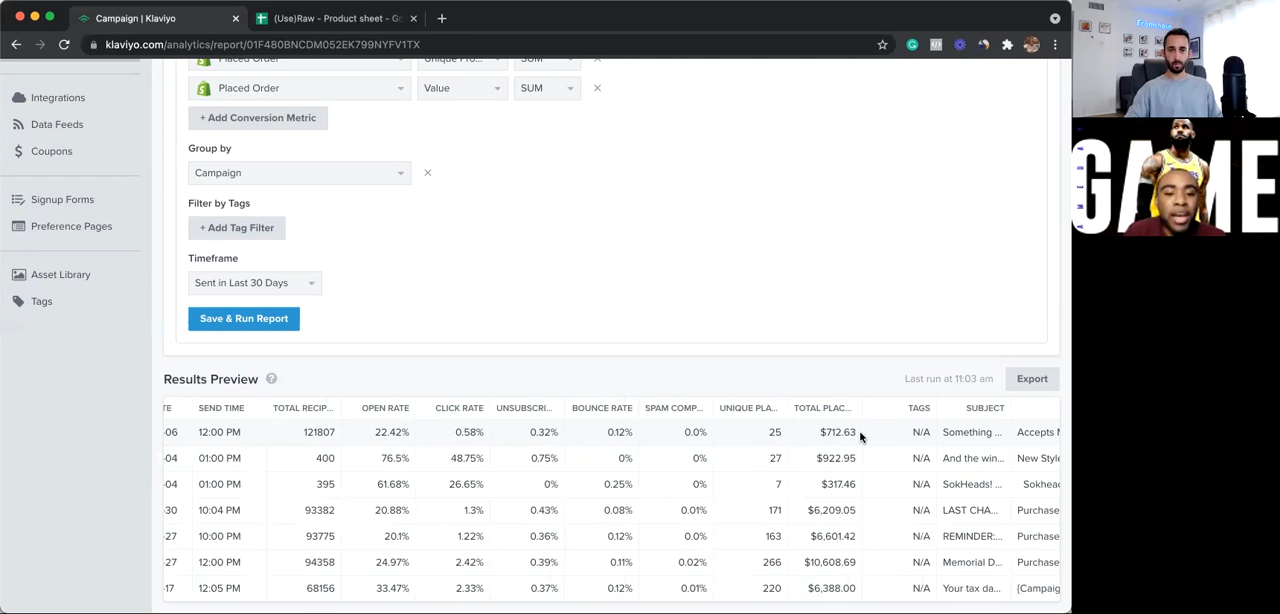 Campaign | Klaviyo
(Use)Raw - Product sheet - Go
klaviyo.com/analytics/report/01F480BNCDM052EK799NYFV1TX
Ecomchase
Integrations
Data Feeds
Coupons
Signup Forms
Preference Pages
Asset Library
Tags
Placed Order Unique Pro... SUM
Placed Order Value SUM
+ Add Conversion Metric
Group by
Campaign
Filter by Tags
+ Add Tag Filter
Timeframe
Sent in Last 30 Days
Save & Run Report
GAME
Results Preview ? Last run at 11:03 am Export
TE SEND TIME TOTAL RECIP... OPEN RATE CLICK RATE UNSUBSCRI... BOUNCE RATE SPAM COMP... UNIQUE PLA... TOTAL PLAC... TAGS SUBJECT
-06 12:00 PM 121807 22.42% 0.58% 0.32% 0.12% 0.0% 25 $712.63 N/A Something ... Accepts M
-04 01:00 PM 400 76.5% 48.75% 0.75% 0% 0% 27 $922.95 N/A And the win... New Style
-04 01:00 PM 395 61.68% 26.65% 0% 0.25% 0% 7 $317.46 N/A SokHeads! ... Sokhead
-30 10:04 PM 93382 20.88% 1.3% 0.43% 0.08% 0.01% 171 $6,209.05 N/A LAST CHA... Purchase
-27 10:00 PM 93775 20.1% 1.22% 0.36% 0.12% 0.0% 163 $6,601.42 N/A REMINDER:... Purchase
-27 12:00 PM 94358 24.97% 2.42% 0.39% 0.11% 0.02% 266 $10,608.69 N/A Memorial D... Purchase
-17 12:05 PM 68156 33.47% 2.33% 0.37% 0.12% 0.01% 220 $6,388.00 N/A Your tax da... (Campaig